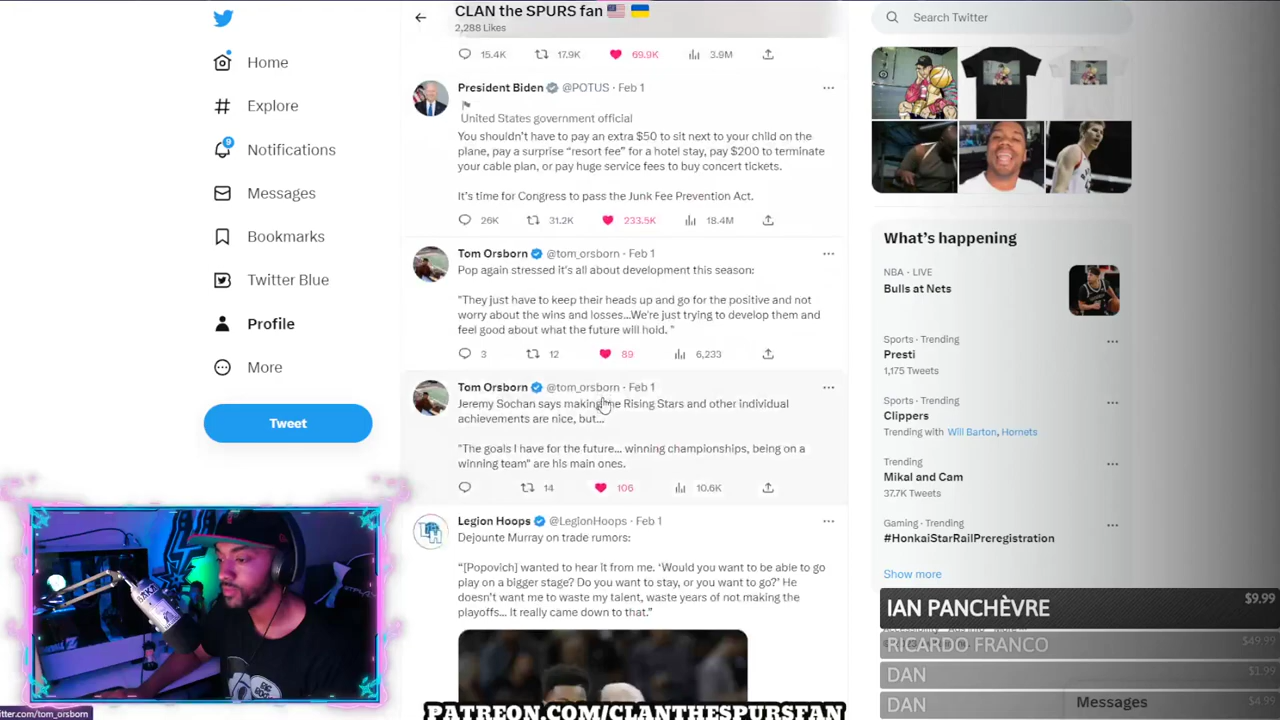 CLAN the SPURS fan
2,288 Likes
Search Twitter
15.4K 17.9K 69.9K 3.9M
Home
Explore
9
Notifications
Messages
Bookmarks
Twitter Blue
Profile
More
Tweet
President Biden @POTUS · Feb 1
United States government official
You shouldn't have to pay an extra $50 to sit next to your child on the
plane, pay a surprise “resort fee” for a hotel stay, pay $200 to terminate
your cable plan, or pay huge service fees to buy concert tickets.
It's time for Congress to pass the Junk Fee Prevention Act.
26K 31.2K 233.5K 18.4M
Tom Orsborn @tom_orsborn · Feb 1
Pop again stressed it's all about development this season:
"They just have to keep their heads up and go for the positive and not
worry about the wins and losses...We're just trying to develop them and
feel good about what the future will hold. "
3 12 89 6,233
Tom Orsborn @tom_orsborn · Feb 1
Jeremy Sochan says making the Rising Stars and other individual
achievements are nice, but...
"The goals I have for the future... winning championships, being on a
winning team" are his main ones.
14 106 10.6K
Legion Hoops @LegionHoops · Feb 1
Dejounte Murray on trade rumors:
“[Popovich] wanted to hear it from me. ‘Would you want to be able to go
play on a bigger stage? Do you want to stay, or you want to go?’ He
doesn't want me to waste my talent, waste years of not making the
playoffs... It really came down to that.”
What's happening
NBA · LIVE
Bulls at Nets
Sports · Trending
Presti
1,175 Tweets
Sports · Trending
Clippers
Trending with Will Barton, Hornets
Trending
Mikal and Cam
37.7K Tweets
Gaming · Trending
#HonkaiStarRailPreregistration
Show more
IAN PANCHÈVRE $9.99
RICARDO FRANCO $49.99
DAN $1.99
DAN $4.99
Messages
PATREON.COM/CLANTHESPURSFAN
itter.com/tom_orsborn